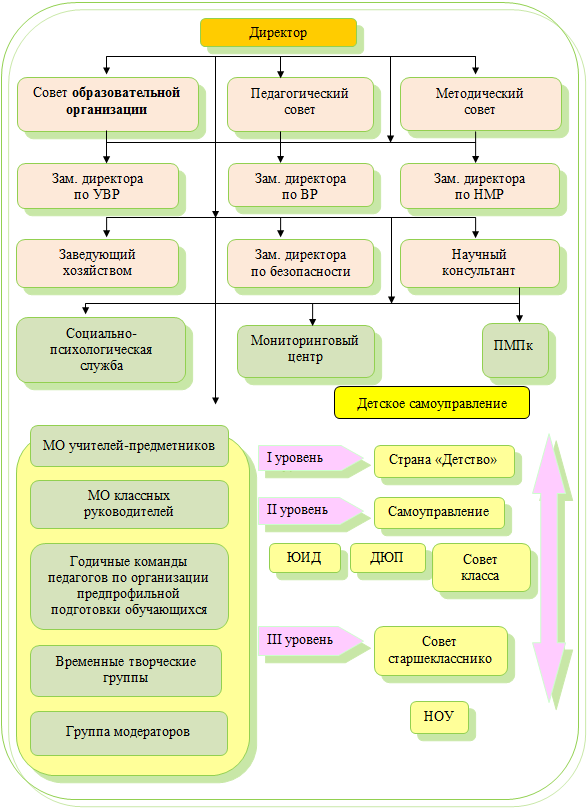 Директор
Совет образовательной
организации
Педагогический
совет
Методический
совет
Зам. директора
по УВР
Зам. директора
по ВР
Зам. директора
по НМР
Заведующий
хозяйством
Зам. директора
по безопасности
Научный
консультант
Социально-
психологическая
служба
Мониторинговый
центр
ПМПк
Детское самоуправление
МО учителей-предметников
I уровень
Страна «Детство»
МО классных
руководителей
II уровень
Самоуправление
ЮИД
ДЮП
Совет
класса
Годичные команды
педагогов по организации
предпрофильной
подготовки обучающихся
III уровень
Совет
старшекласснико
Временные творческие
группы
Группа модераторов
НОУ